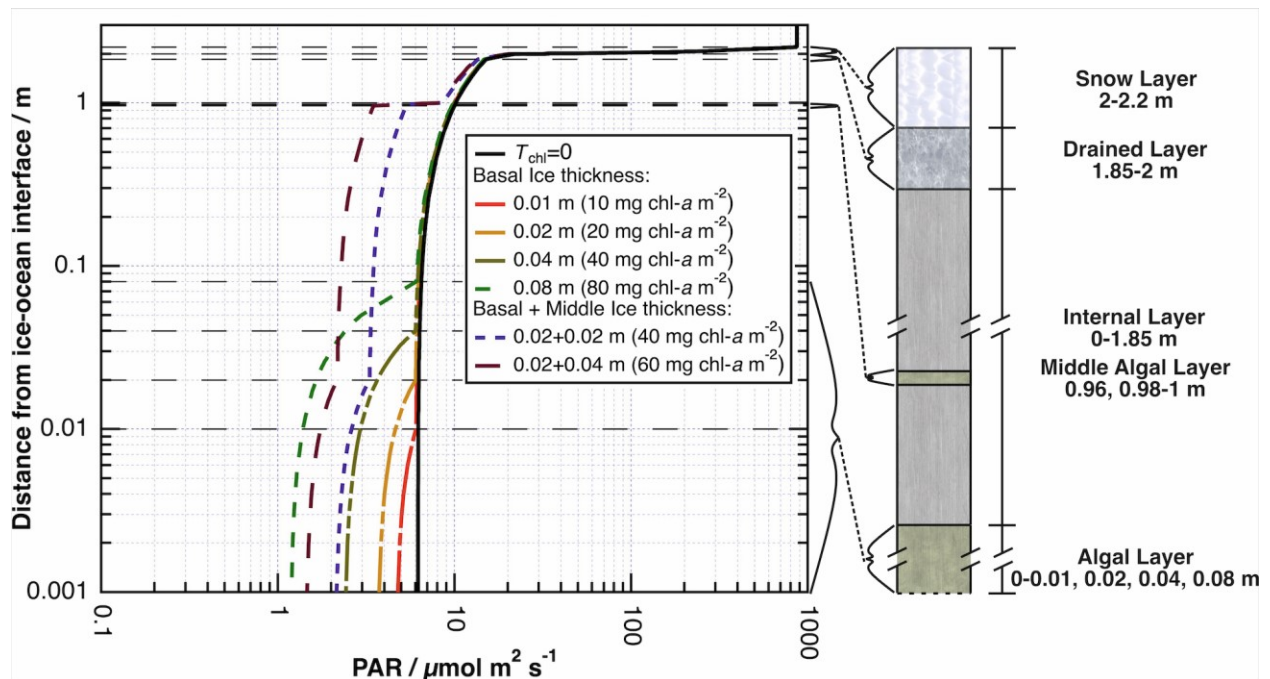 Distance from ice-ocean interface / m
1
0.1
0.01
0.001
0.1
1
10
100
1000
PAR / µmol m² s⁻¹
T_chl=0
Basal Ice thickness:
0.01 m (10 mg chl-a m⁻²)
0.02 m (20 mg chl-a m⁻²)
0.04 m (40 mg chl-a m⁻²)
0.08 m (80 mg chl-a m⁻²)
Basal + Middle Ice thickness:
0.02+0.02 m (40 mg chl-a m⁻²)
0.02+0.04 m (60 mg chl-a m⁻²)
Snow Layer
2-2.2 m
Drained Layer
1.85-2 m
Internal Layer
0-1.85 m
Middle Algal Layer
0.96, 0.98-1 m
Algal Layer
0-0.01, 0.02, 0.04, 0.08 m